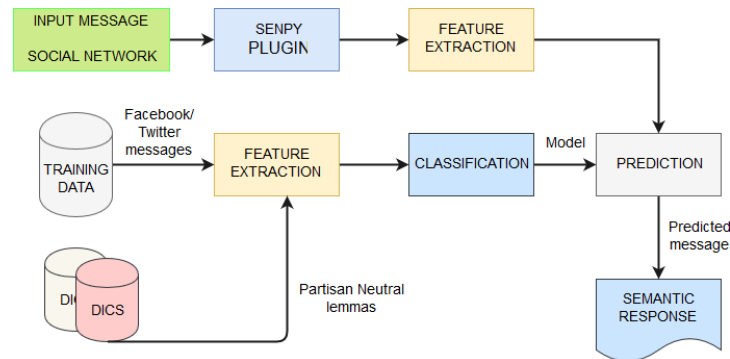 INPUT MESSAGE
SOCIAL NETWORK
SENPY
PLUGIN
FEATURE
EXTRACTION
Facebook/
Twitter
messages
TRAINING
DATA
FEATURE
EXTRACTION
CLASSIFICATION
Model
PREDICTION
Predicted
message
DICS
Partisan Neutral
lemmas
SEMANTIC
RESPONSE